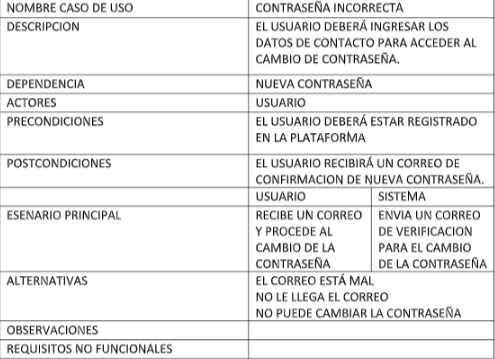 NOMBRE CASO DE USO
CONTRASEÑA INCORRECTA
DESCRIPCION
EL USUARIO DEBERÁ INGRESAR LOS
DATOS DE CONTACTO PARA ACCEDER AL
CAMBIO DE CONTRASEÑA.
DEPENDENCIA
NUEVA CONTRASEÑA
ACTORES
USUARIO
PRECONDICIONES
EL USUARIO DEBERÁ ESTAR REGISTRADO
EN LA PLATAFORMA
POSTCONDICIONES
EL USUARIO RECIBIRÁ UN CORREO DE
CONFIRMACION DE NUEVA CONTRASEÑA.
USUARIO
SISTEMA
ESENARIO PRINCIPAL
RECIBE UN CORREO
Y PROCEDE AL
CAMBIO DE LA
CONTRASEÑA
ENVIA UN CORREO
DE VERIFICACION
PARA EL CAMBIO
DE LA CONTRASEÑA
ALTERNATIVAS
EL CORREO ESTÁ MAL
NO LE LLEGA EL CORREO
NO PUEDE CAMBIAR LA CONTRASEÑA
OBSERVACIONES
REQUISITOS NO FUNCIONALES